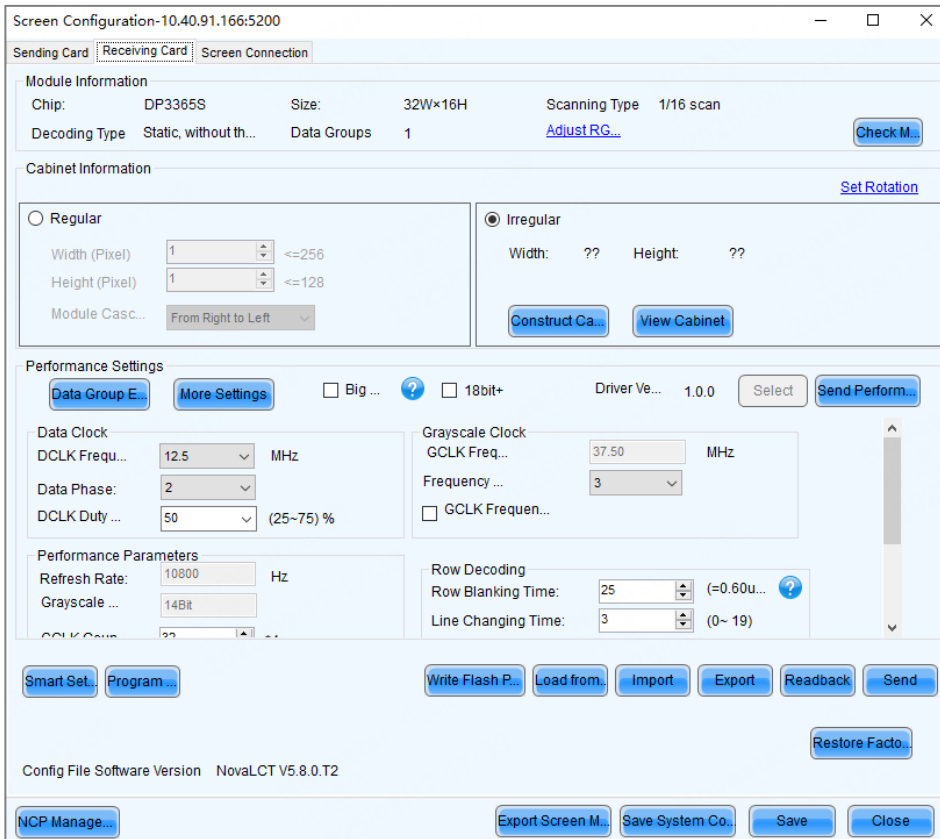 Screen Configuration-10.40.91.166:5200
Sending Card Receiving Card Screen Connection
Module Information
Chip: DP3365S Size: 32W×16H Scanning Type 1/16 scan
Decoding Type Static, without th... Data Groups 1 Adjust RG...
Check M...
Cabinet Information
Set Rotation
Regular
Width (Pixel) 1 <=256
Height (Pixel) 1 <=128
Module Casc... From Right to Left
Irregular
Width: ?? Height: ??
Construct Ca... View Cabinet
Performance Settings
Data Group E... More Settings Big ... ? 18bit+ Driver Ve... 1.0.0 Select Send Perform...
Data Clock
DCLK Frequ... 12.5 MHz
Data Phase: 2
DCLK Duty ... 50 (25~75) %
Grayscale Clock
GCLK Freq... 37.50 MHz
Frequency ... 3
GCLK Frequen...
Performance Parameters
Refresh Rate: 10800 Hz
Grayscale ... 14Bit
GCLK Coun... 32
Row Decoding
Row Blanking Time: 25 (=0.60u... ?
Line Changing Time: 3 (0~ 19)
Smart Set... Program ... Write Flash P... Load from... Import Export Readback Send
Restore Facto...
Config File Software Version NovaLCT V5.8.0.T2
NCP Manage... Export Screen M... Save System Co... Save Close